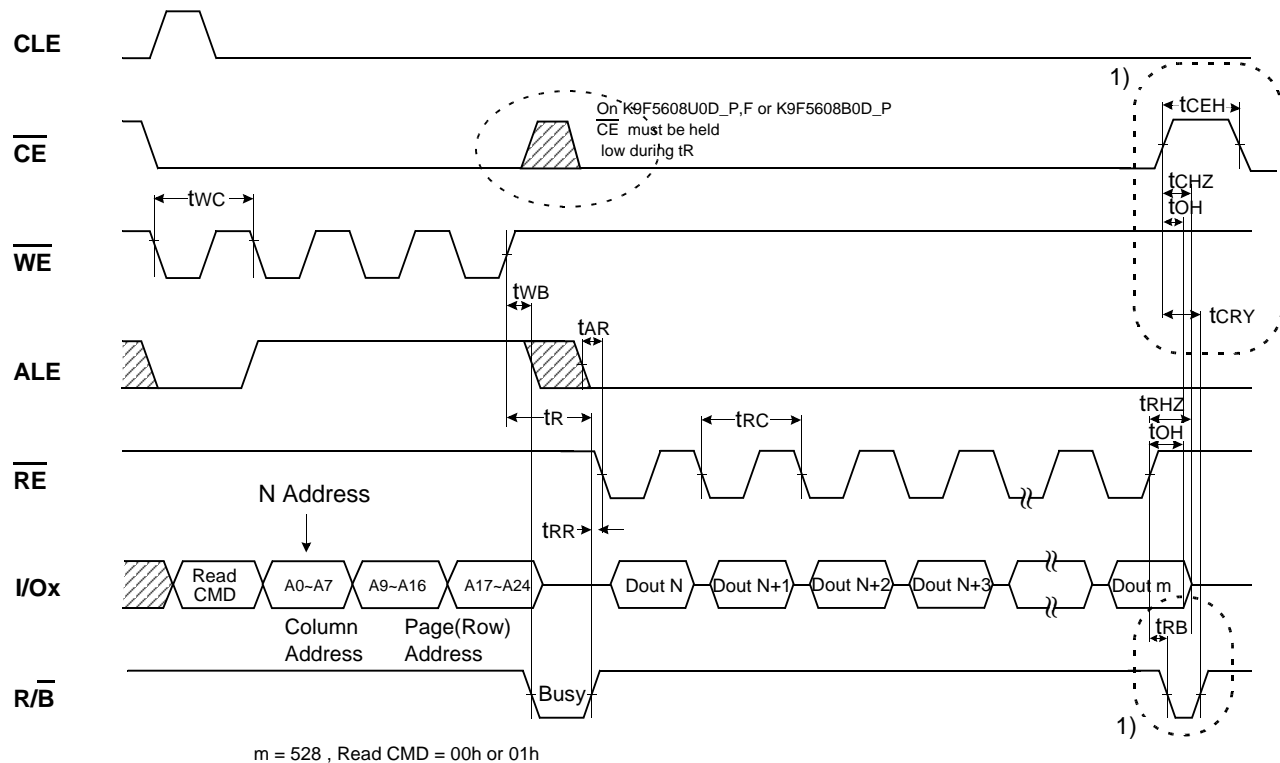 CLE
1)
tCEH
On K9F5608U0D_P,F or K9F5608B0D_P
CE must be held
low during tR
CE
tCHZ
tOH
tWC
WE
tWB
tCRY
tAR
ALE
tR
tRC
tRHZ
tOH
RE
N Address
tRR
I/Ox
Read
CMD
A0~A7
A9~A16
A17~A24
Dout N
Dout N+1
Dout N+2
Dout N+3
Dout m
Column
Address
Page(Row)
Address
tRB
R/B
Busy
1)
m = 528 , Read CMD = 00h or 01h